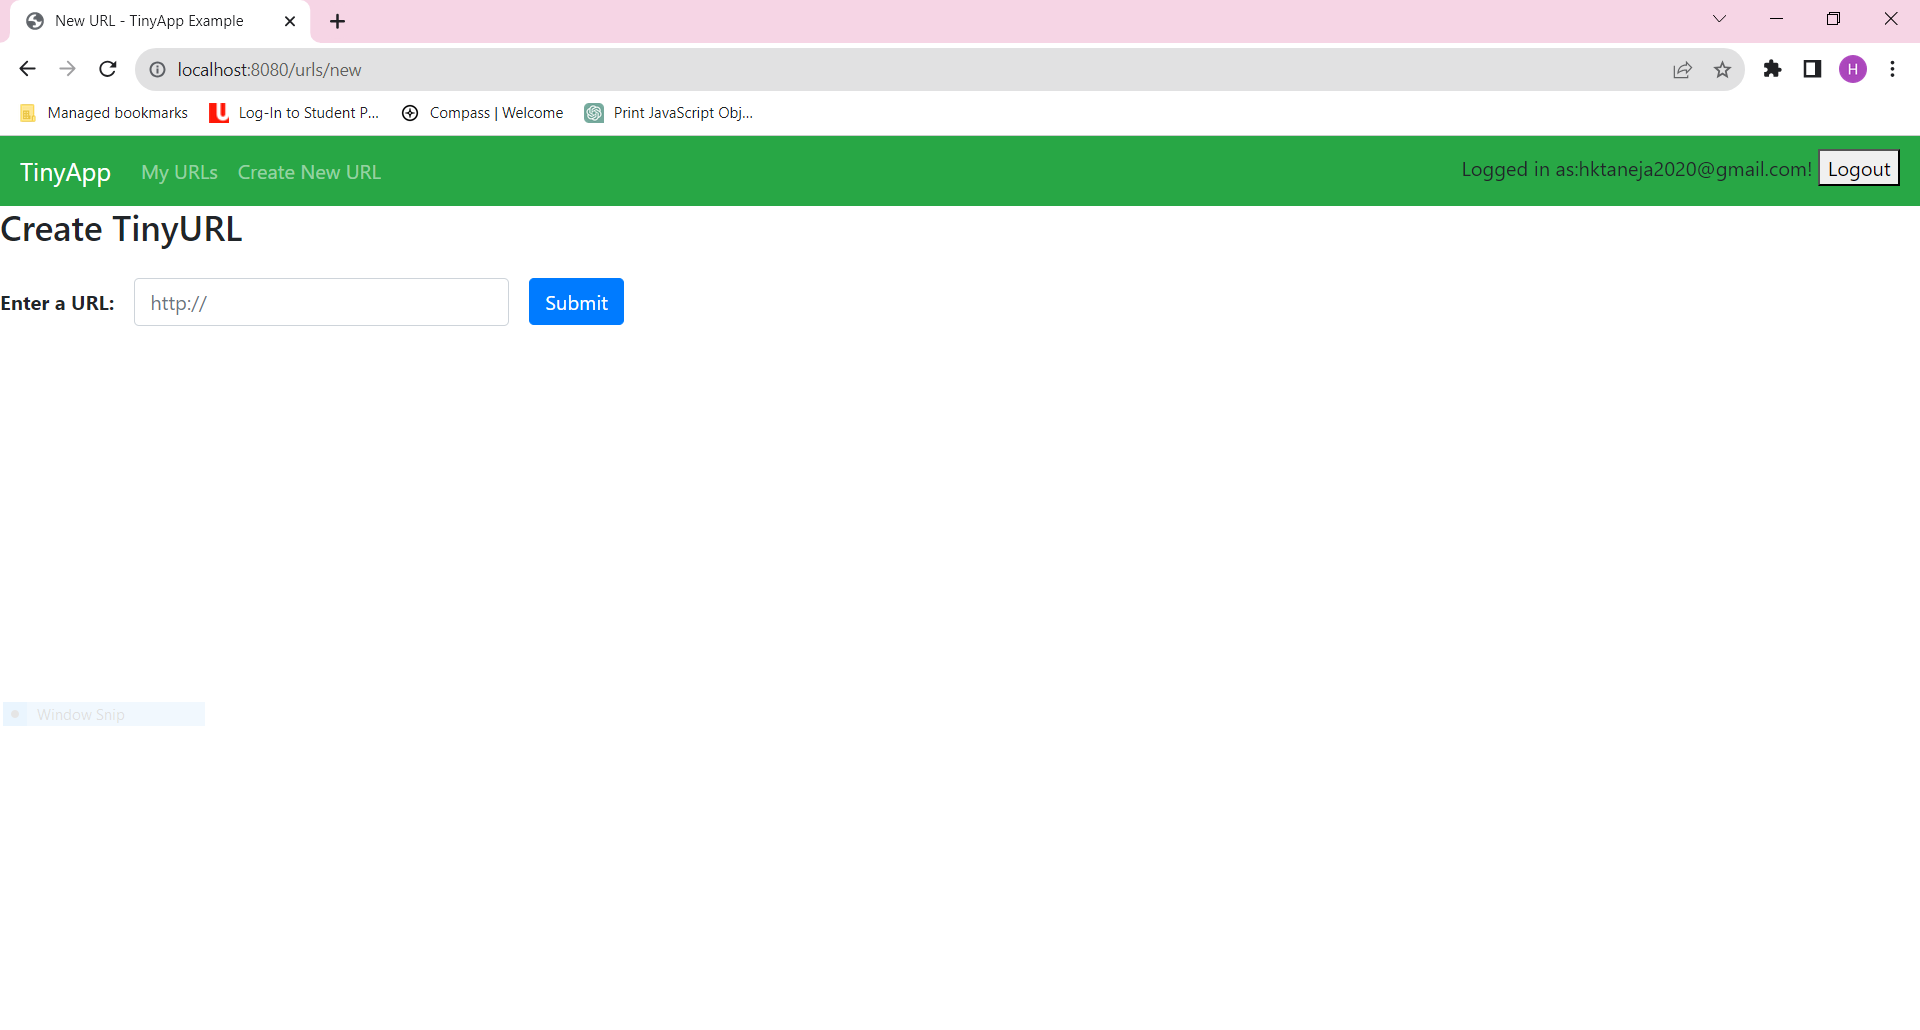 New URL - TinyApp Example
localhost:8080/urls/new
H
Managed bookmarks Log-In to Student P... Compass | Welcome Print JavaScript Obj...
TinyApp My URLs Create New URL Logged in as:hktaneja2020@gmail.com! Logout
Create TinyURL
Enter a URL: http:// Submit
Window Snip